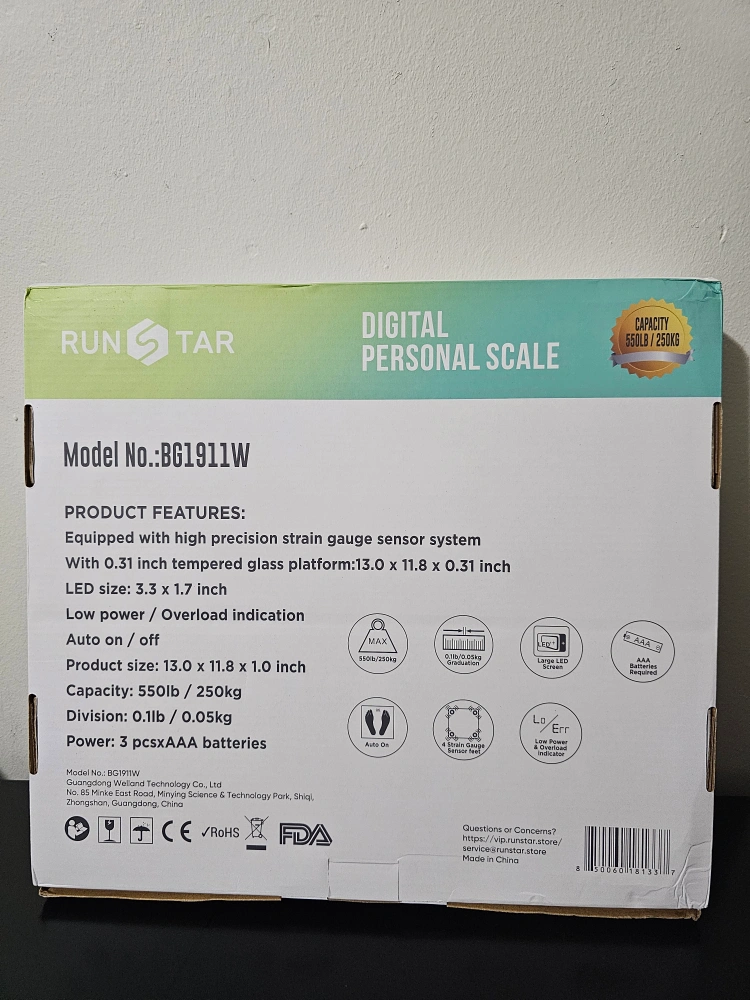 RUN STAR
DIGITAL
PERSONAL SCALE
CAPACITY
550LB / 250KG
Model No.:BG1911W
PRODUCT FEATURES:
Equipped with high precision strain gauge sensor system
With 0.31 inch tempered glass platform:13.0 x 11.8 x 0.31 inch
LED size: 3.3 x 1.7 inch
Low power / Overload indication
Auto on / off
Product size: 13.0 x 11.8 x 1.0 inch
Capacity: 550lb / 250kg
Division: 0.1lb / 0.05kg
Power: 3 pcsxAAA batteries
MAX
550lb/250kg
0.1lb/0.05kg
Graduation
LED
Large LED
Screen
AAA
AAA
Batteries
Required
Auto On
4 Strain Gauge
Sensor feet
Lo/Err
Low Power
& Overload
Indicator
Model No.: BG1911W
Guangdong Welland Technology Co., Ltd
No. 85 Minke East Road, Minying Science & Technology Park, Shiqi,
Zhongshan, Guangdong, China
CE
✓RoHS
FDA
Questions or Concerns?
https://vip.runstar.store/
service@runstar.store
Made in China
8 50060 18133 7